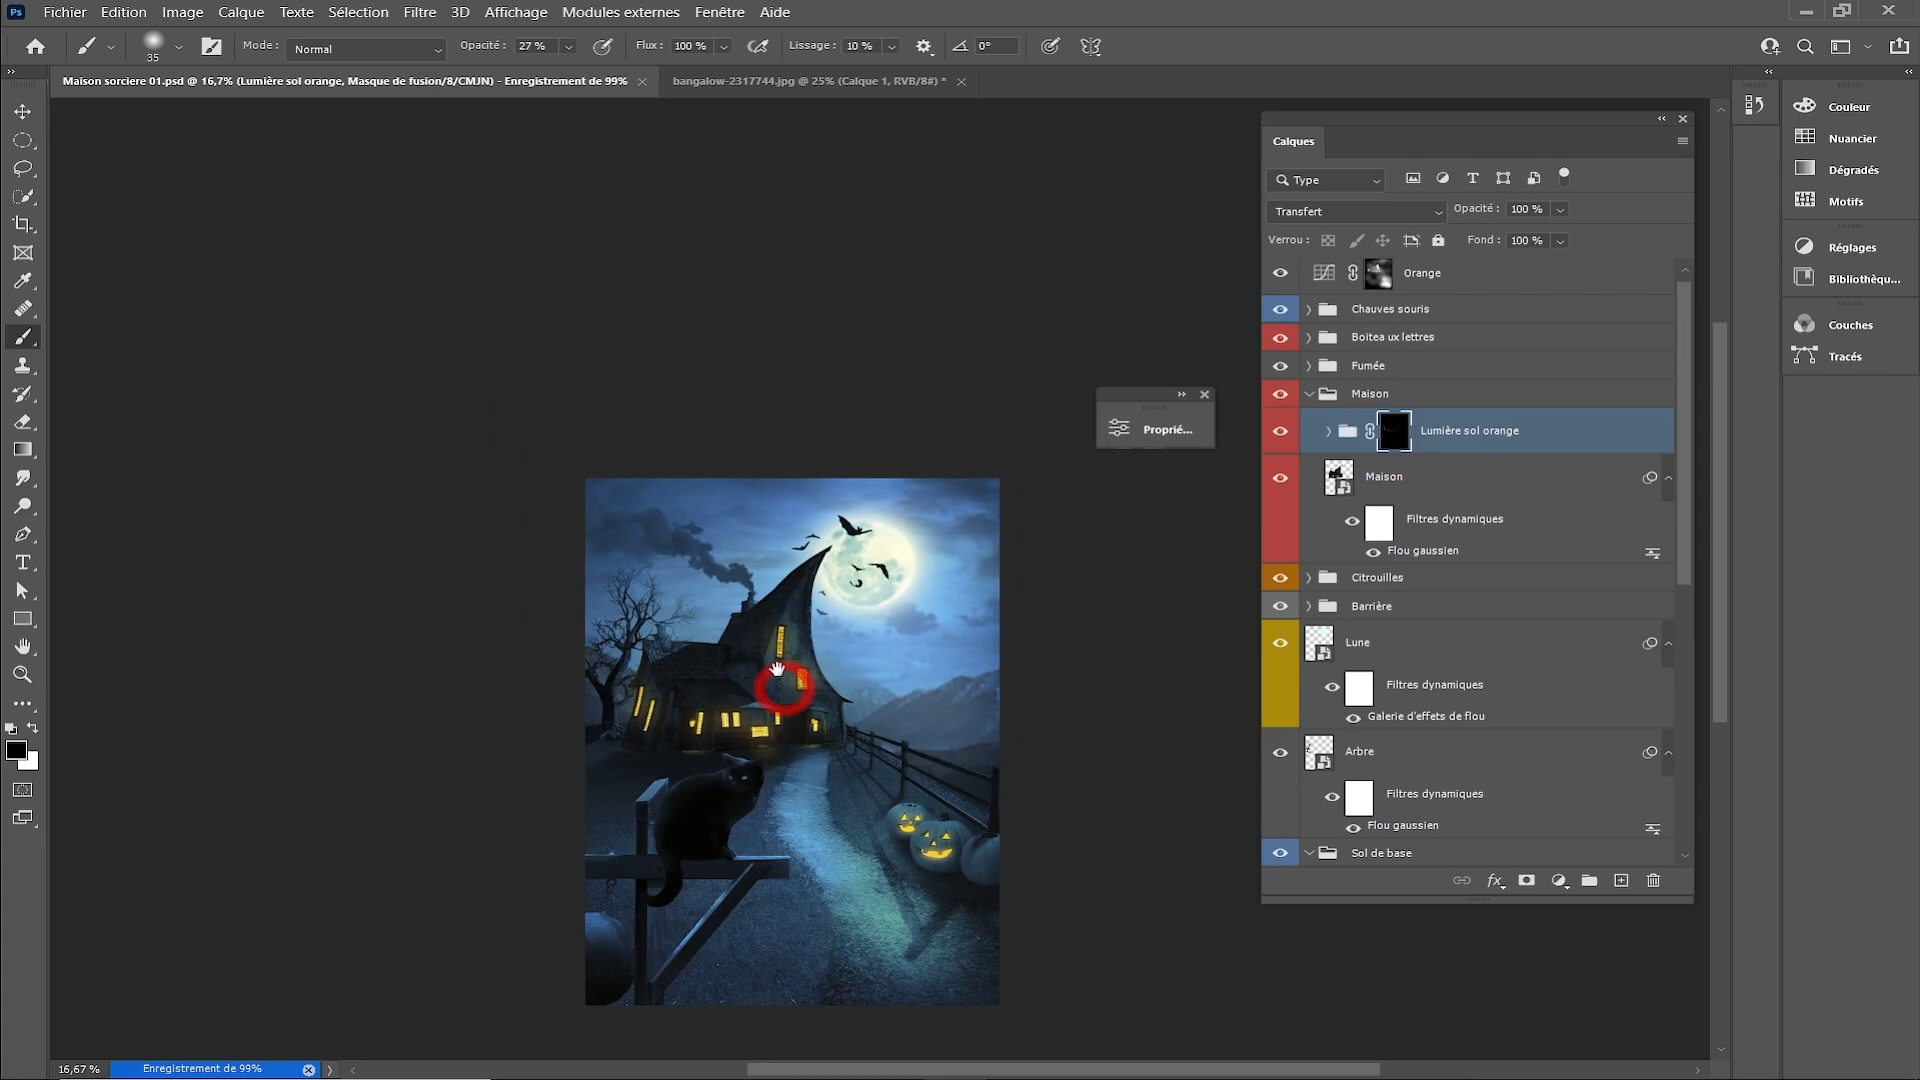 Ps Fichier Edition Image Calque Texte Sélection Filtre 3D Affichage Modules externes Fenêtre Aide
35 Mode : Normal Opacité : 27 % Flux : 100 % Lissage : 10 % 0°
Maison sorciere 01.psd @ 16,7% (Lumière sol orange, Masque de fusion/8/CMJN) - Enregistrement de 99%
bangalow-2317744.jpg @ 25% (Calque 1, RVB/8#) *
Calques
Type
Transfert Opacité : 100 %
Verrou : Fond : 100 %
Orange
Chauves souris
Boitea ux lettres
Fumée
Maison
Lumière sol orange
Maison
Filtres dynamiques
Flou gaussien
Citrouilles
Barrière
Lune
Filtres dynamiques
Galerie d'effets de flou
Arbre
Filtres dynamiques
Flou gaussien
Sol de base
fx
Proprié...
Couleur
Nuancier
Dégradés
Motifs
Réglages
Bibliothèqu...
Couches
Tracés
16,67 % Enregistrement de 99%